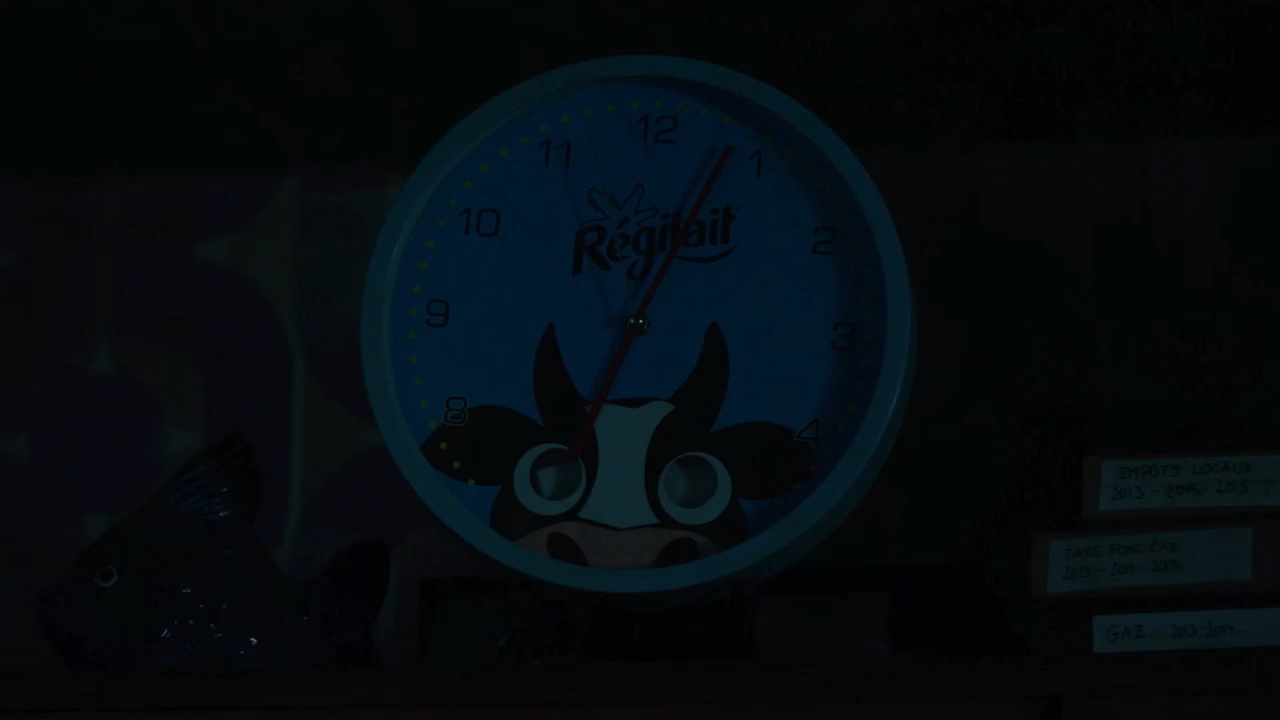 12
11
1
10
2
9
3
8
4
Régilait
IMPÔTS LOCAUX
2013 - 2014 - 2015
TAXE FONCIÈRE
2013 - 2014 - 2015
GAZ 2013-2014